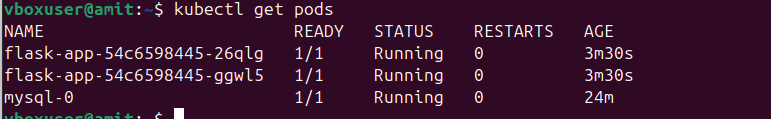 vboxuser@amit:~$ kubectl get pods
NAME READY STATUS RESTARTS AGE
flask-app-54c6598445-26qlg 1/1 Running 0 3m30s
flask-app-54c6598445-ggwl5 1/1 Running 0 3m30s
mysql-0 1/1 Running 0 24m
vboxuser@amit:~$